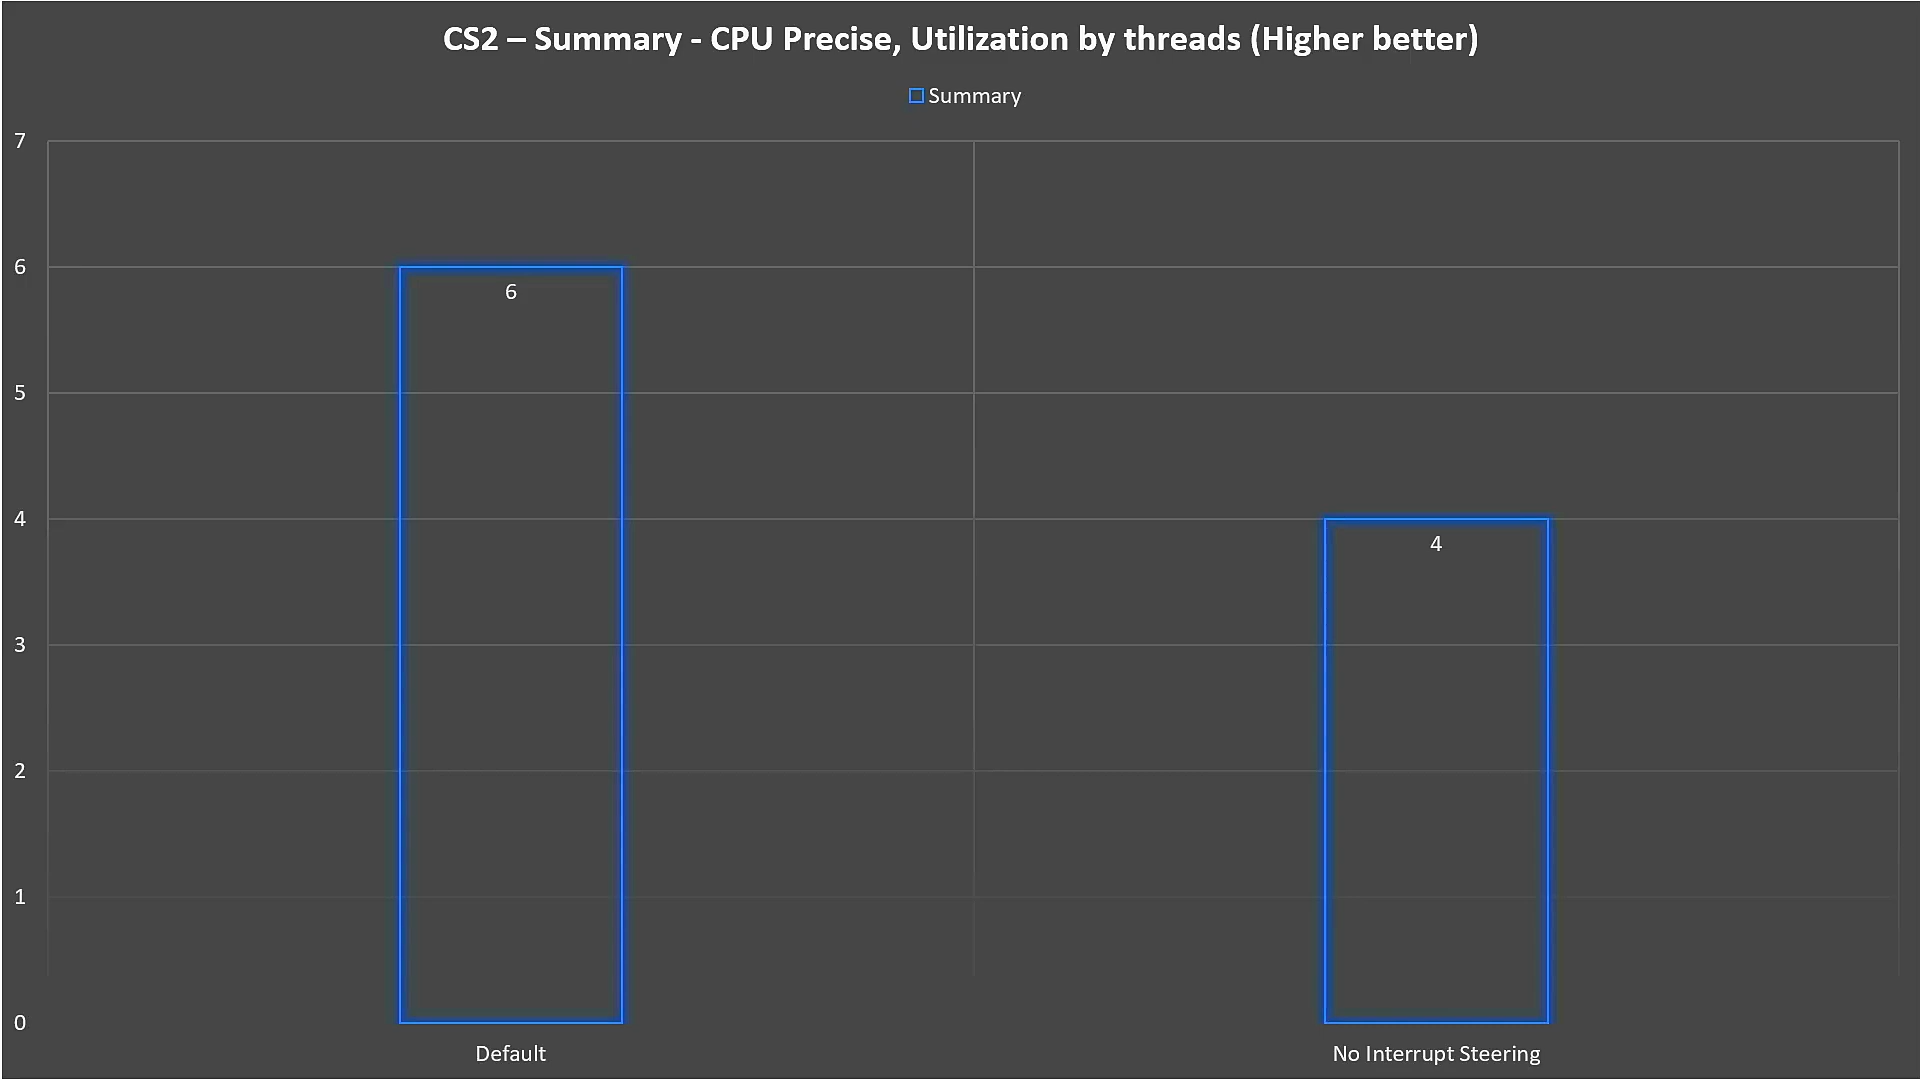 CS2 – Summary - CPU Precise, Utilization by threads (Higher better)
Summary
7
6
5
4
3
2
1
0
6
4
Default
No Interrupt Steering